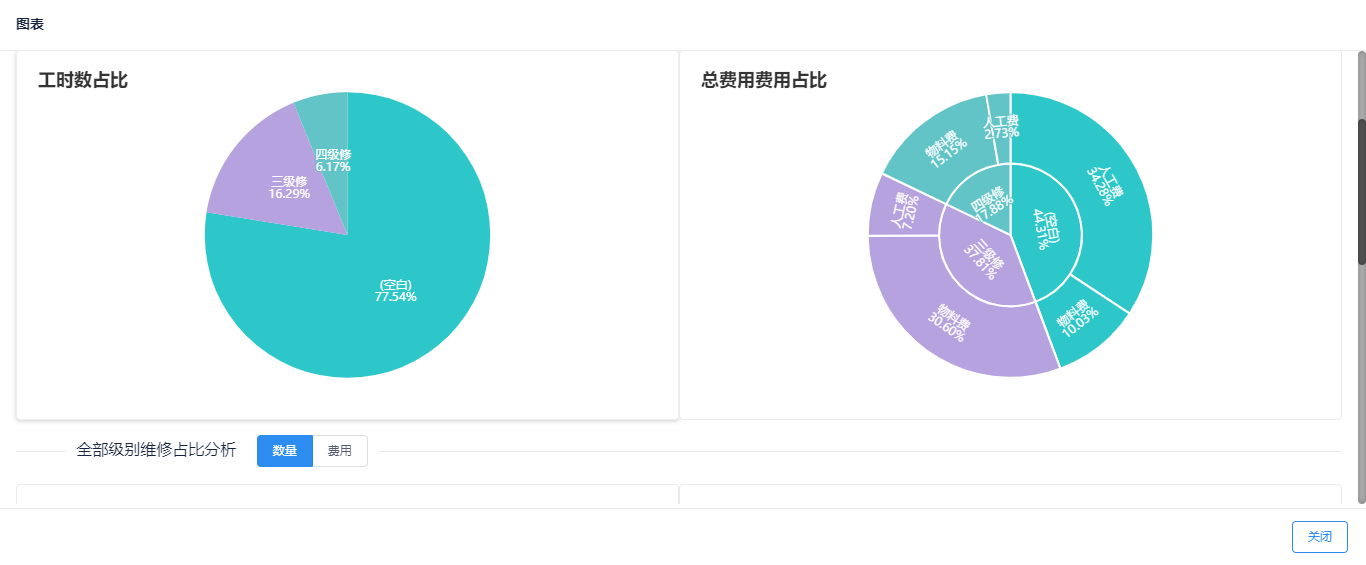 图表
工时数占比
四级修
6.17%
三级修
16.29%
(空白)
77.54%
总费用费用占比
人工费
2.73%
物料费
15.15%
人工费
34.28%
人工费
7.20%
四级修
17.88%
(空白)
44.31%
三级修
37.81%
物料费
30.60%
物料费
10.03%
全部级别维修占比分析
数量
费用
关闭